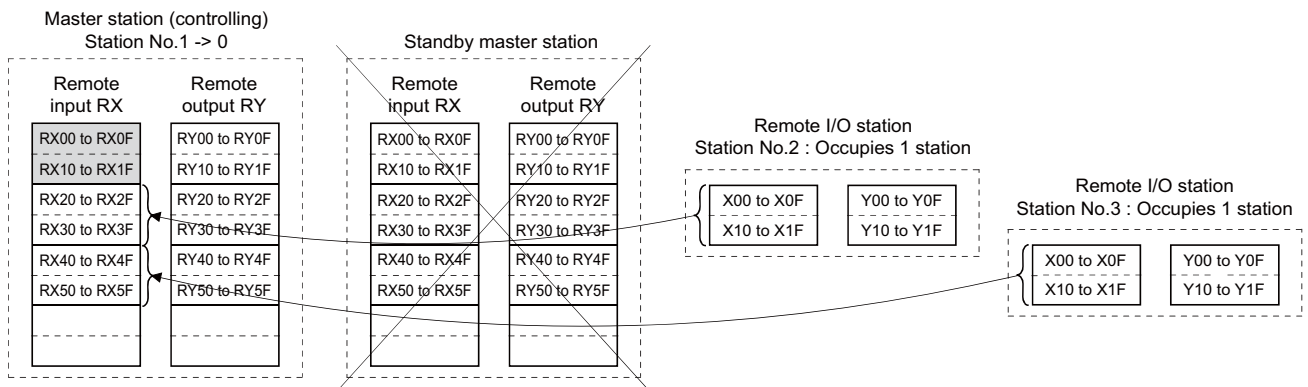 Master station (controlling)
Station No.1 -> 0
Remote
input RX
Remote
output RY
RX00 to RX0F
RY00 to RY0F
RX10 to RX1F
RY10 to RY1F
RX20 to RX2F
RY20 to RY2F
RX30 to RX3F
RY30 to RY3F
RX40 to RX4F
RY40 to RY4F
RX50 to RX5F
RY50 to RY5F
Standby master station
Remote
input RX
Remote
output RY
RX00 to RX0F
RY00 to RY0F
RX10 to RX1F
RY10 to RY1F
RX20 to RX2F
RY20 to RY2F
RX30 to RX3F
RY30 to RY3F
RX40 to RX4F
RY40 to RY4F
RX50 to RX5F
RY50 to RY5F
Remote I/O station
Station No.2 : Occupies 1 station
X00 to X0F
Y00 to Y0F
X10 to X1F
Y10 to Y1F
Remote I/O station
Station No.3 : Occupies 1 station
X00 to X0F
Y00 to Y0F
X10 to X1F
Y10 to Y1F